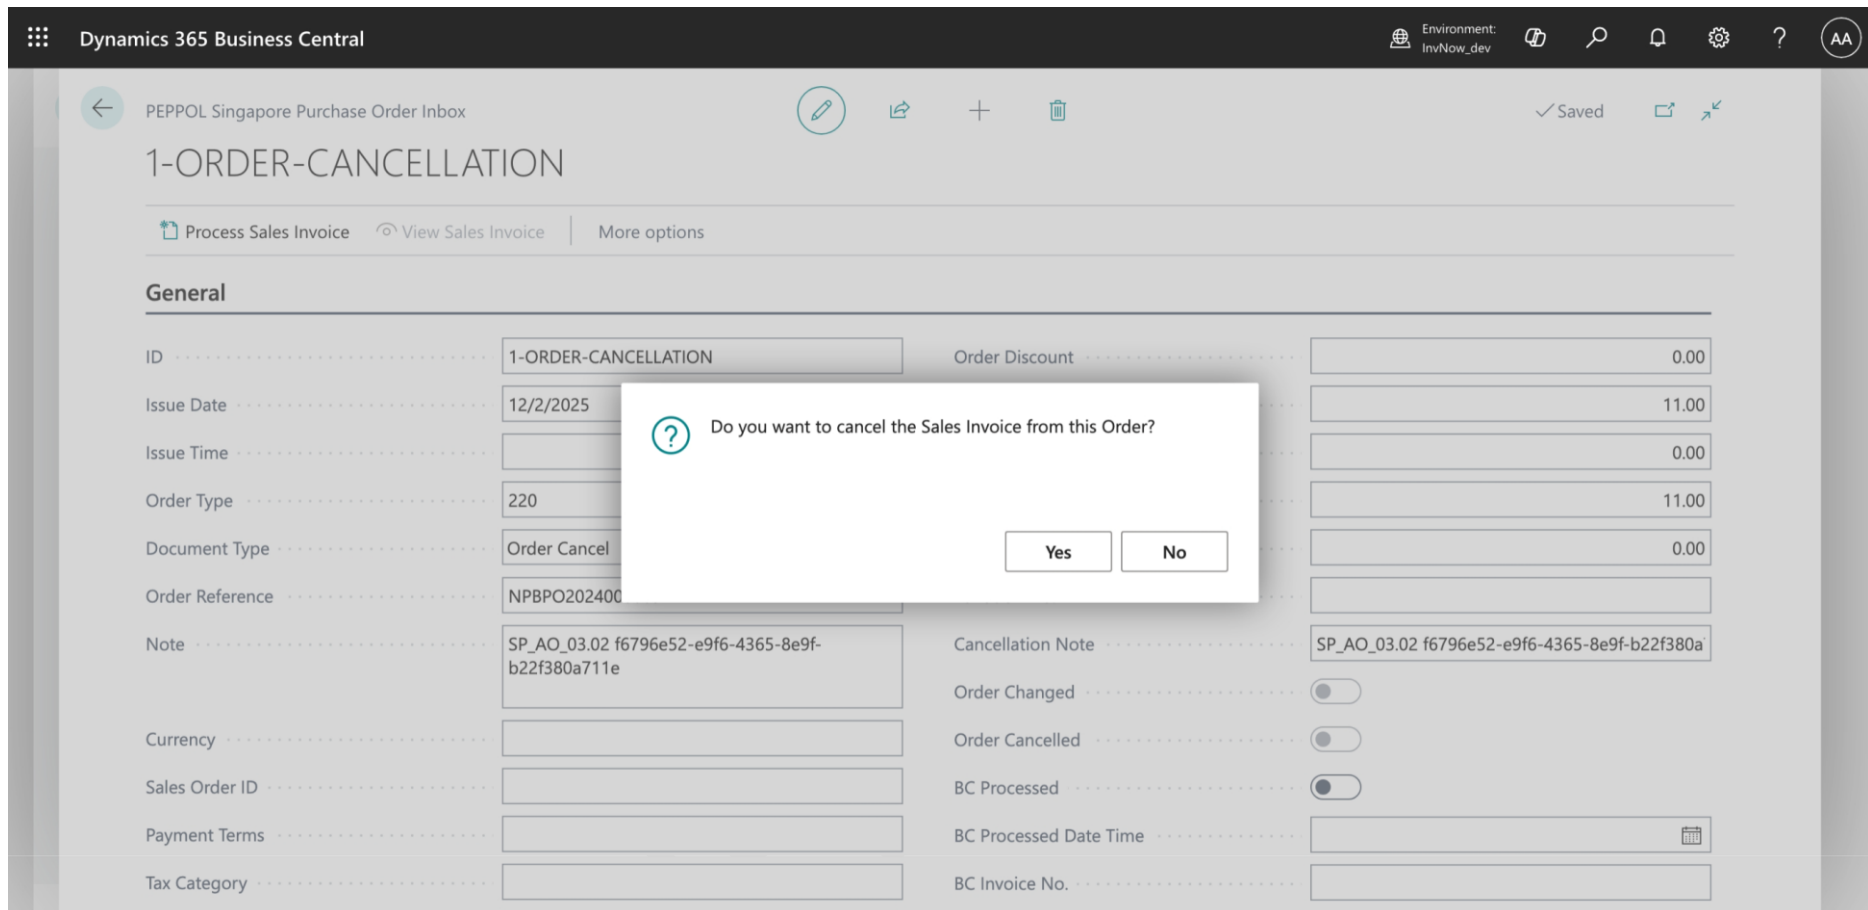 Dynamics 365 Business Central
Environment:
InvNow_dev
?
AA
PEPPOL Singapore Purchase Order Inbox
Saved
1-ORDER-CANCELLATION
Process Sales Invoice
View Sales Invoice
More options
General
ID
1-ORDER-CANCELLATION
Order Discount
0.00
Issue Date
12/2/2025
11.00
Do you want to cancel the Sales Invoice from this Order?
Issue Time
0.00
Order Type
220
11.00
Document Type
Order Cancel
0.00
Yes
No
Order Reference
NPBPO202400
Note
SP_AO_03.02 f6796e52-e9f6-4365-8e9f-
b22f380a711e
Cancellation Note
SP_AO_03.02 f6796e52-e9f6-4365-8e9f-b22f380a
Order Changed
Currency
Order Cancelled
Sales Order ID
BC Processed
Payment Terms
BC Processed Date Time
Tax Category
BC Invoice No.